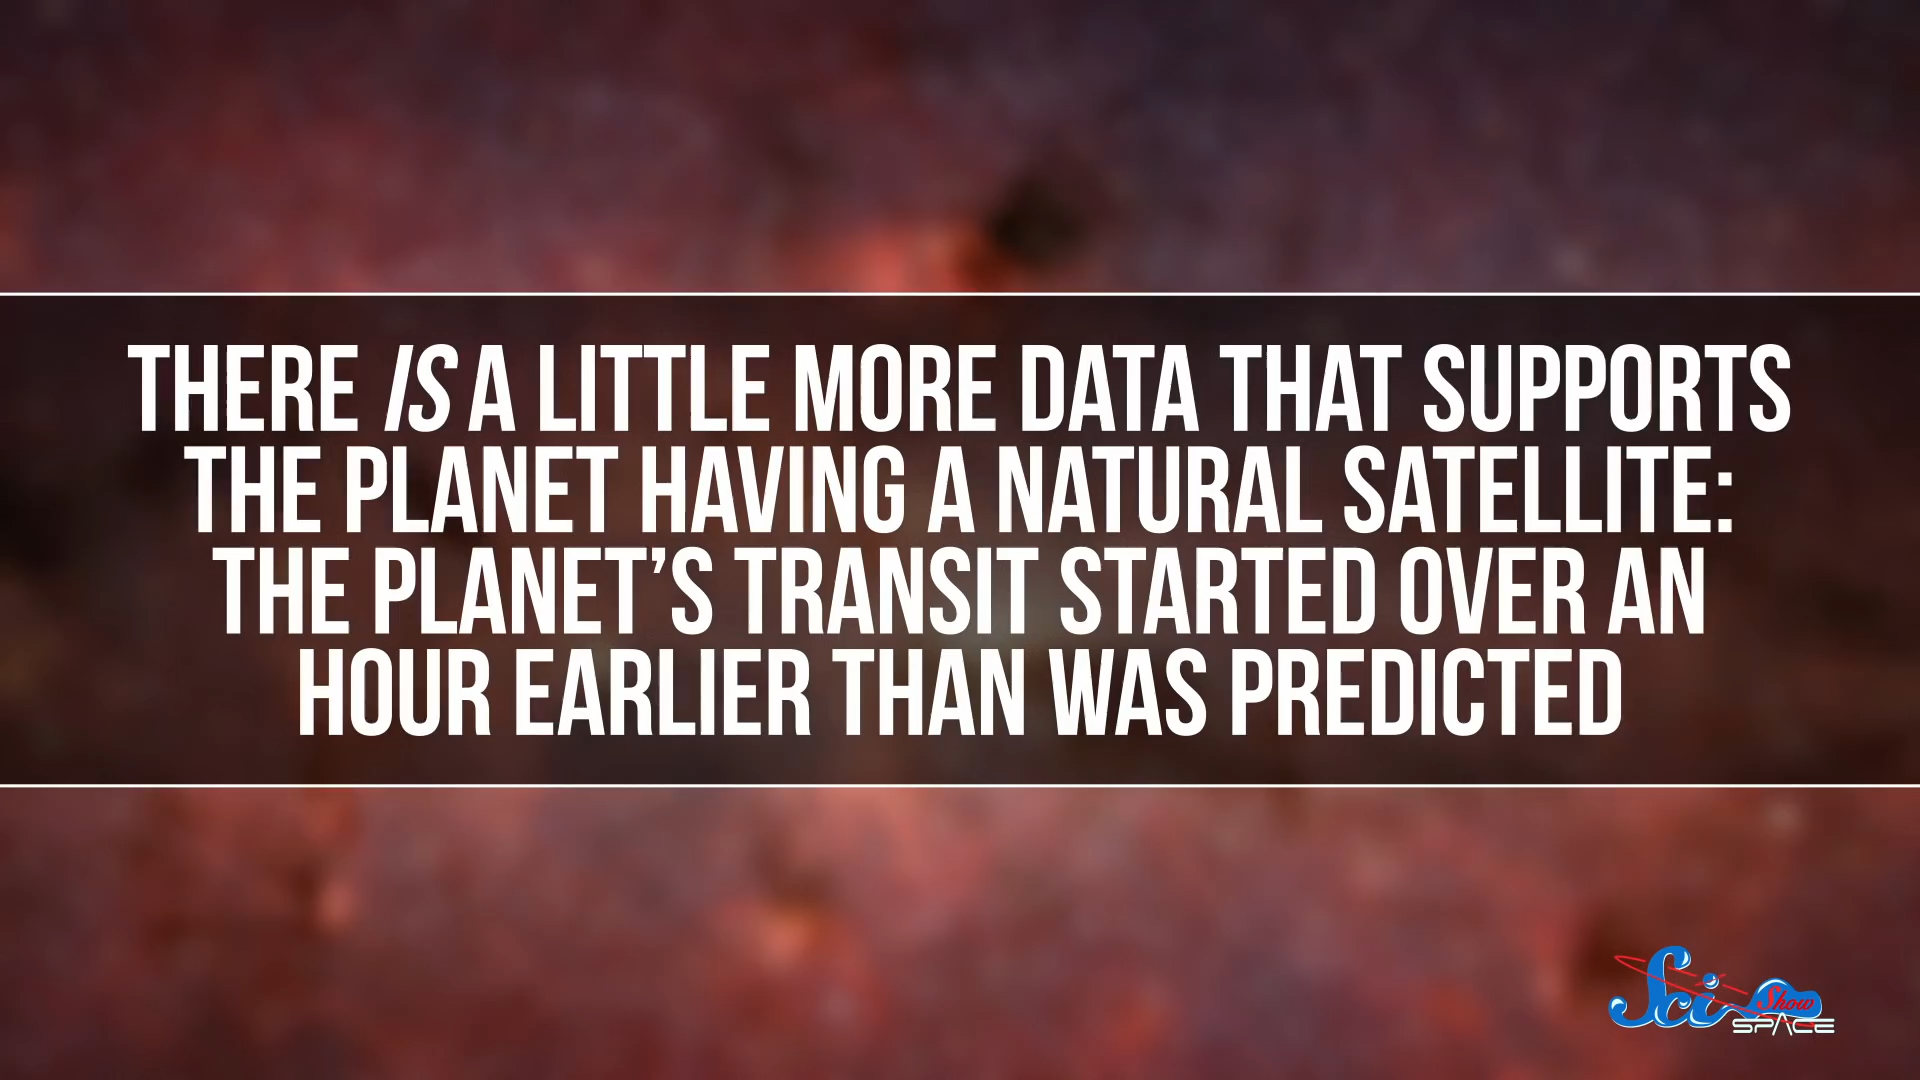 THERE IS A LITTLE MORE DATA THAT SUPPORTS
THE PLANET HAVING A NATURAL SATELLITE:
THE PLANET’S TRANSIT STARTED OVER AN
HOUR EARLIER THAN WAS PREDICTED
Sci Show
SPACE